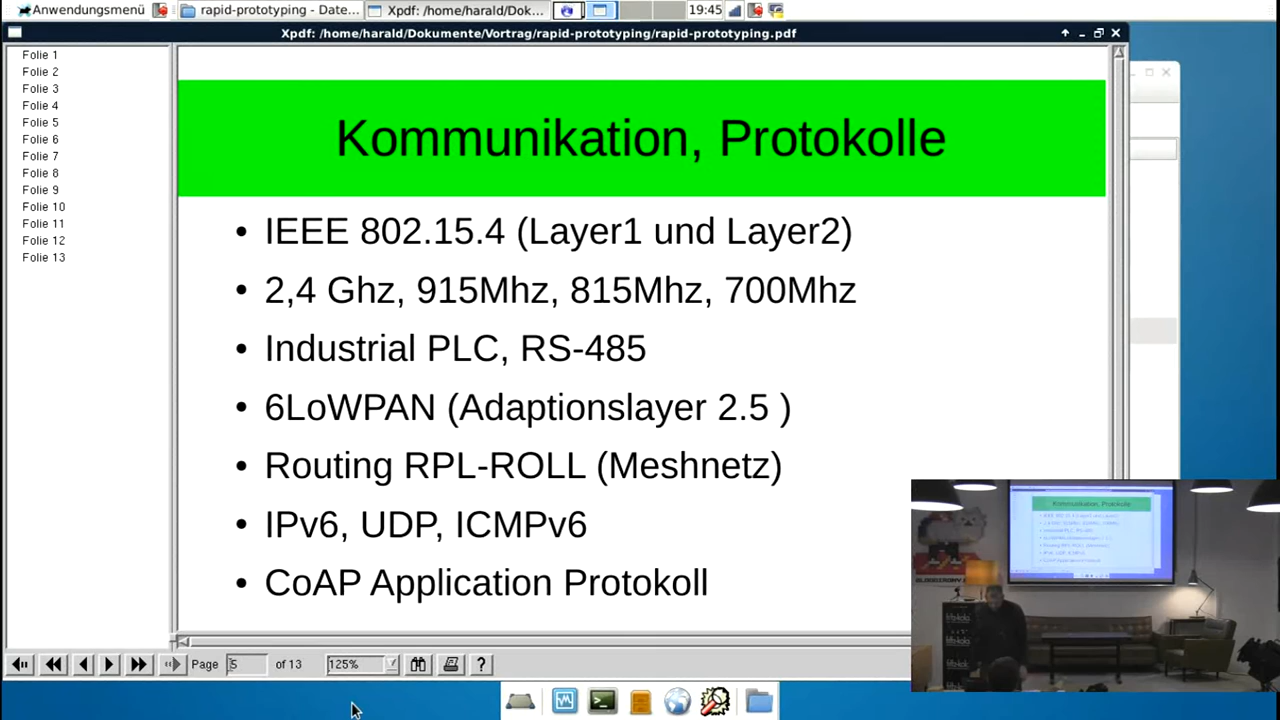 Anwendungsmenü
rapid-prototyping - Date...
Xpdf: /home/harald/Dok...
19:45
Xpdf: /home/harald/Dokumente/Vortrag/rapid-prototyping/rapid-prototyping.pdf
Folie 1
Folie 2
Folie 3
Folie 4
Folie 5
Folie 6
Folie 7
Folie 8
Folie 9
Folie 10
Folie 11
Folie 12
Folie 13
Kommunikation, Protokolle
• IEEE 802.15.4 (Layer1 und Layer2)
• 2,4 Ghz, 915Mhz, 815Mhz, 700Mhz
• Industrial PLC, RS-485
• 6LoWPAN (Adaptionslayer 2.5 )
• Routing RPL-ROLL (Meshnetz)
• IPv6, UDP, ICMPv6
• CoAP Application Protokoll
Page 5 of 13 125% ?
Kommunikation, Protokolle